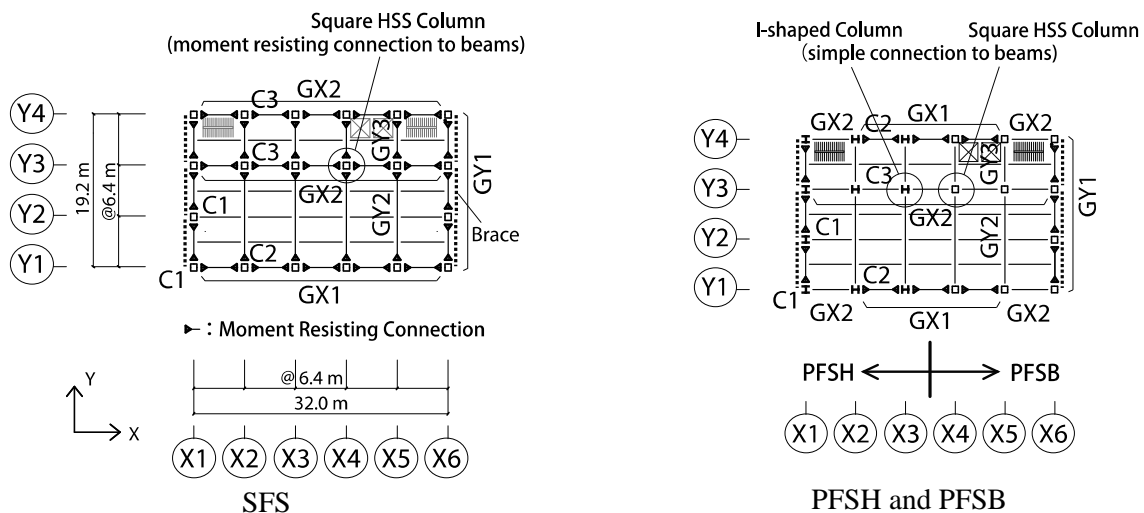 Square HSS Column
(moment resisting connection to beams)
GX2
C3
Y4
GY3
C3
Y3
GX2
GY1
19.2 m
@6.4 m
C1
GY2
Y2
Brace
C2
Y1
C1
GX1
: Moment Resisting Connection
@ 6.4 m
32.0 m
Y
X
X1 X2 X3 X4 X5 X6
SFS
I-shaped Column Square HSS Column
(simple connection to beams)
GX1
GX2 C2 GX2
Y4
GY3
C3
Y3
GX2
GY1
GY2
C1
Y2
C2
Y1
C1
GX2 GX1 GX2
PFSH PFSB
X1 X2 X3 X4 X5 X6
PFSH and PFSB